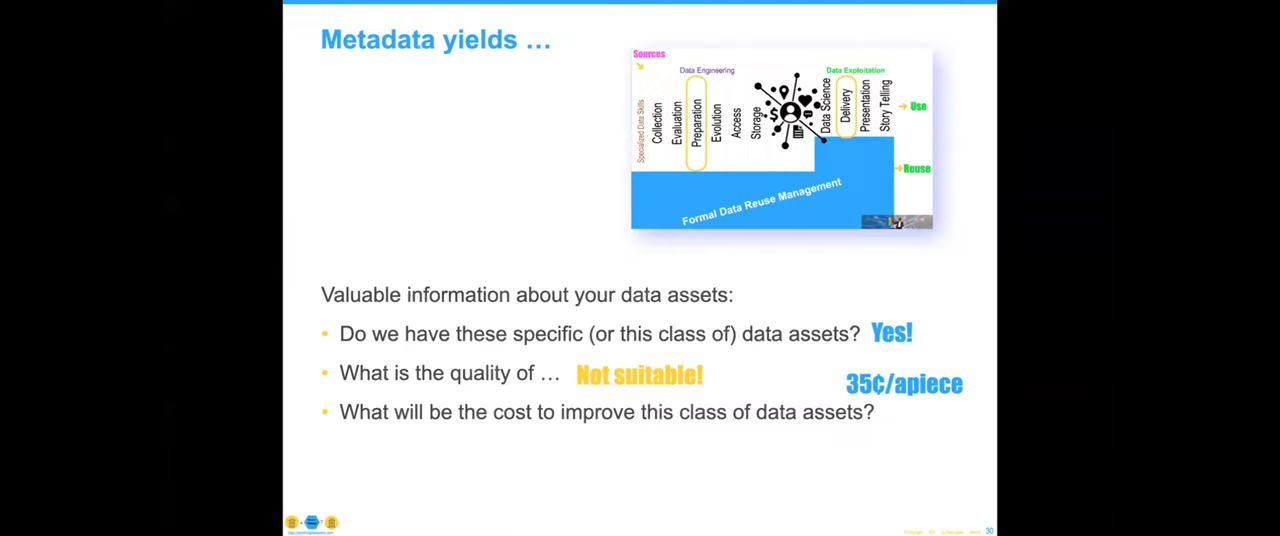 Metadata yields …
Sources
Data Engineering
Data Exploitation
Specialized Data Skills
Collection
Evaluation
Preparation
Evolution
Access
Storage
Data Science
Delivery
Presentation
Story Telling
Use
Reuse
Formal Data Reuse Management
Valuable information about your data assets:
• Do we have these specific (or this class of) data assets? Yes!
• What is the quality of … Not suitable!
35¢/apiece
• What will be the cost to improve this class of data assets?
30